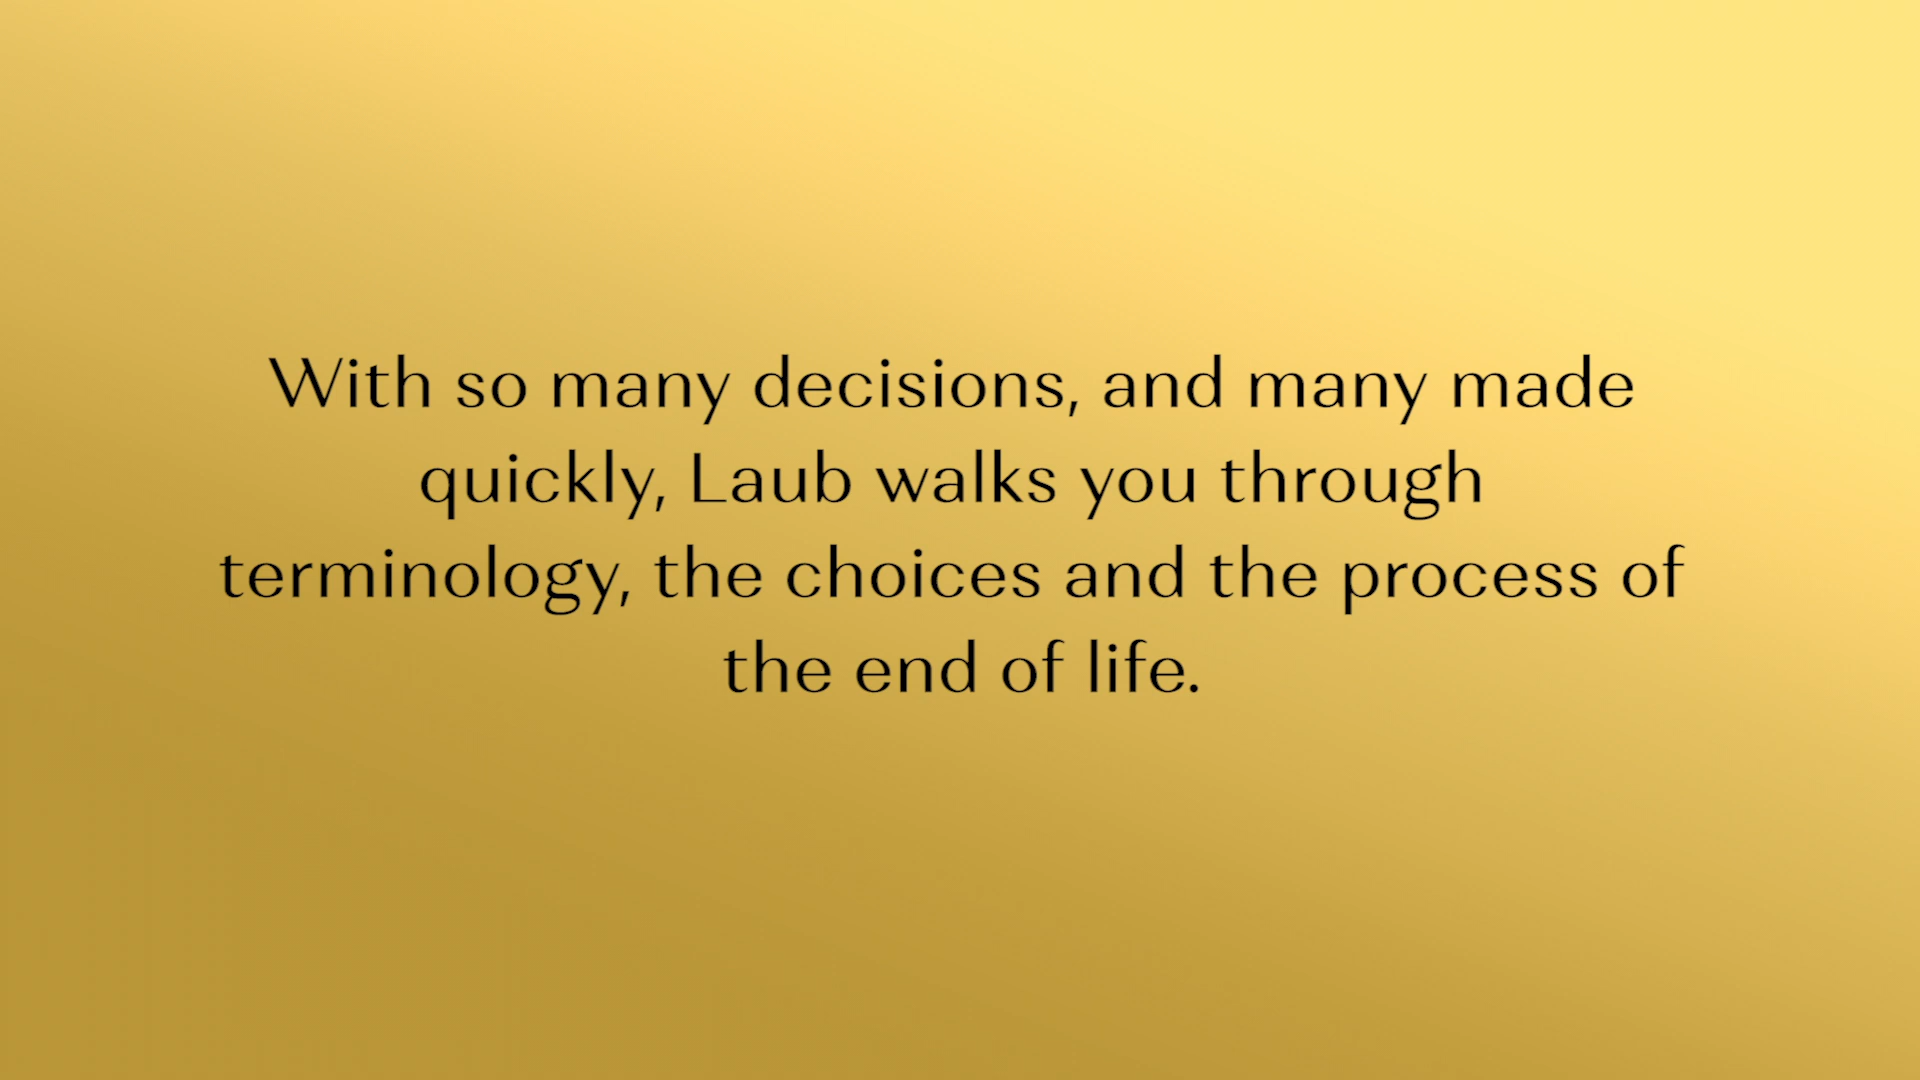 With so many decisions, and many made
quickly, Laub walks you through
terminology, the choices and the process of
the end of life.